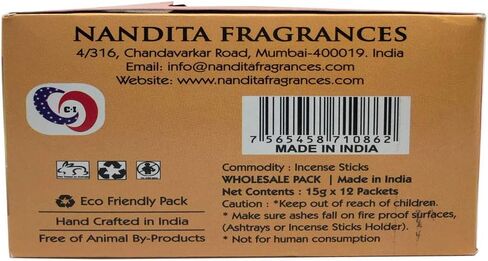 NANDITA FRAGRANCES
4/316, Chandavarkar Road, Mumbai-400019. India
Email: info@nanditafragrances.com
Website: www.nanditafragrances.com
C-I
7 565458 710862
MADE IN INDIA
Commodity : Incense Sticks
WHOLESALE PACK | Made in India
Net Contents : 15g x 12 Packets
Caution : *Keep out of reach of children.
* Make sure ashes fall on fire proof surfaces,
(Ashtrays or Incense Sticks Holder).
* Not for human consumption
Eco Friendly Pack
Hand Crafted in India
Free of Animal By-Products